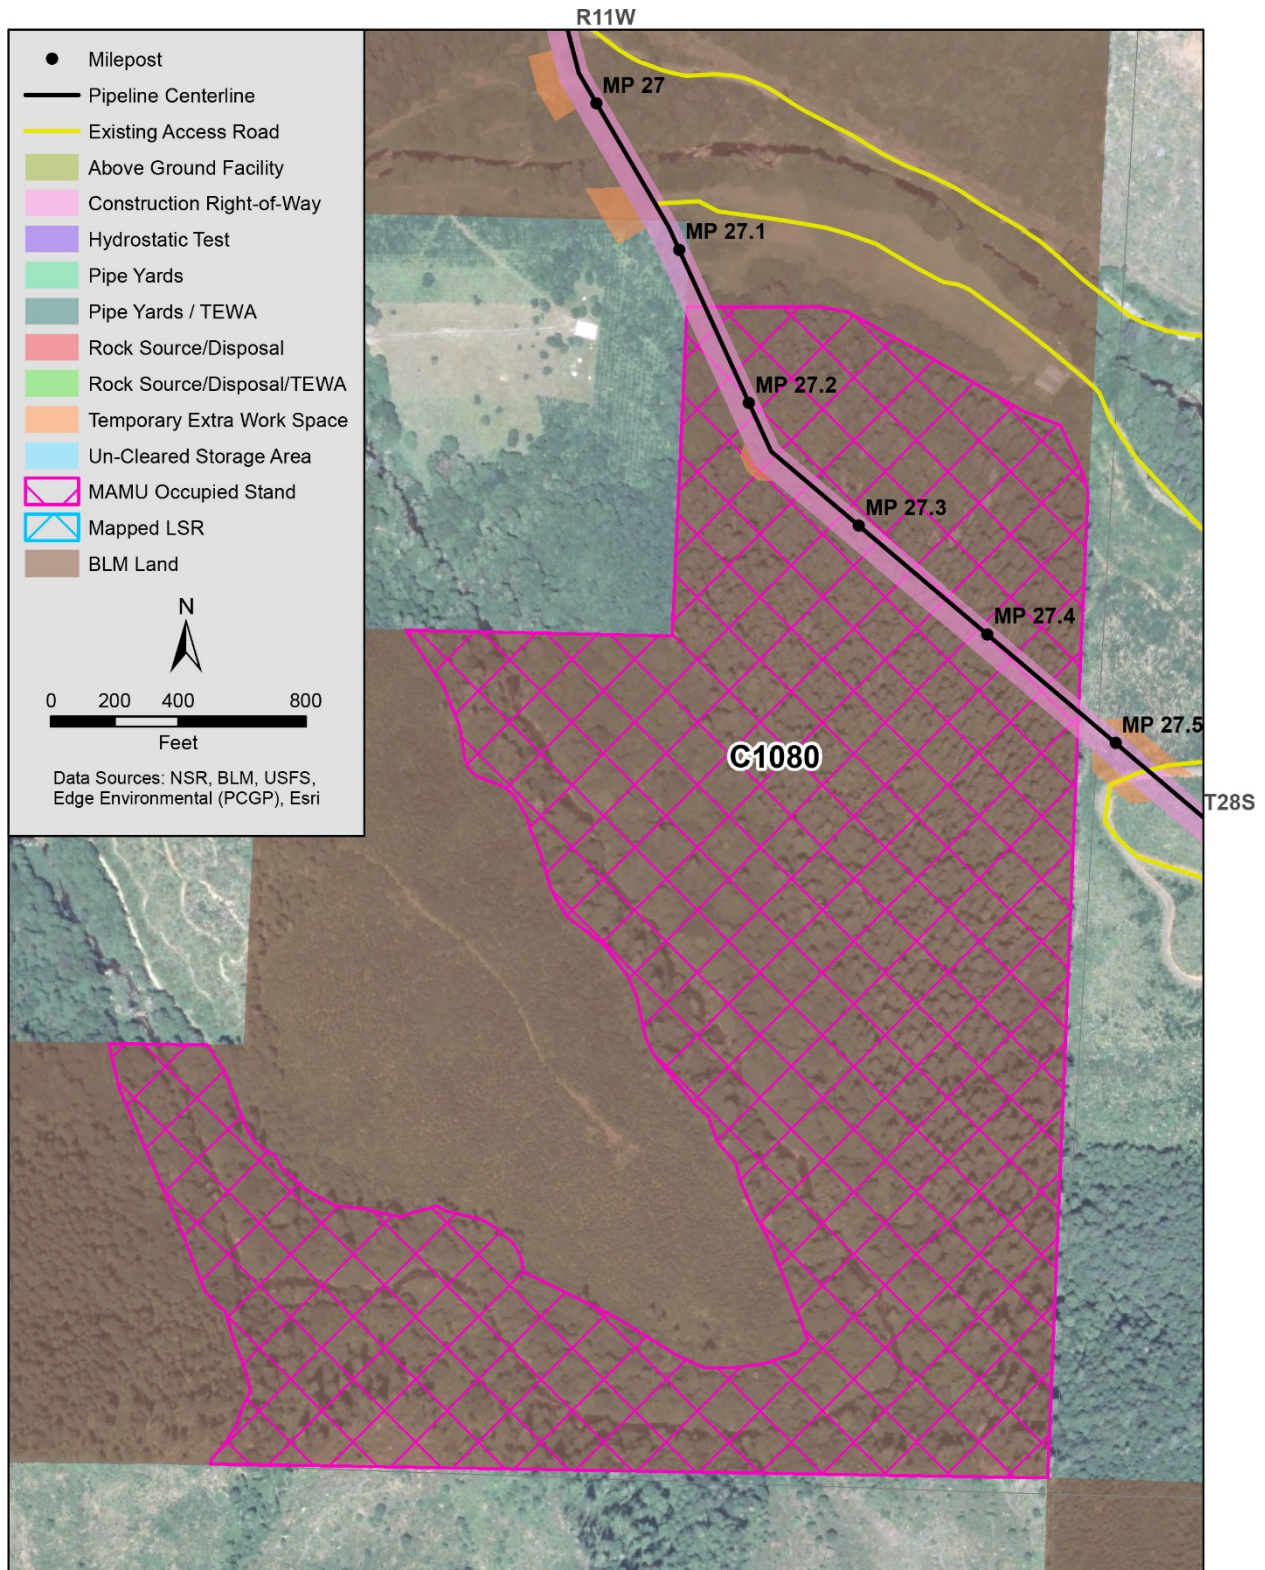 R11W
Milepost
Pipeline Centerline
Existing Access Road
Above Ground Facility
Construction Right-of-Way
Hydrostatic Test
Pipe Yards
Pipe Yards / TEWA
Rock Source/Disposal
Rock Source/Disposal/TEWA
Temporary Extra Work Space
Un-Cleared Storage Area
MAMU Occupied Stand
Mapped LSR
BLM Land
N
0 200 400 800
Feet
Data Sources: NSR, BLM, USFS,
Edge Environmental (PCGP), Esri
MP 27
MP 27.1
MP 27.2
MP 27.3
MP 27.4
MP 27.5
C1080
T28S